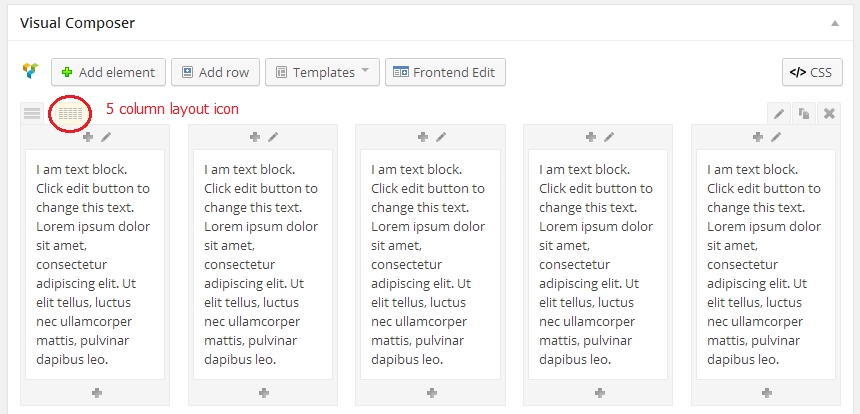 Visual Composer
Add element
Add row
Templates
Frontend Edit
</> CSS
5 column layout icon
I am text block.
Click edit button to
change this text.
Lorem ipsum dolor
sit amet,
consectetur
adipiscing elit. Ut
elit tellus, luctus
nec ullamcorper
mattis, pulvinar
dapibus leo.
I am text block.
Click edit button to
change this text.
Lorem ipsum dolor
sit amet,
consectetur
adipiscing elit. Ut
elit tellus, luctus
nec ullamcorper
mattis, pulvinar
dapibus leo.
I am text block.
Click edit button to
change this text.
Lorem ipsum dolor
sit amet,
consectetur
adipiscing elit. Ut
elit tellus, luctus
nec ullamcorper
mattis, pulvinar
dapibus leo.
I am text block.
Click edit button to
change this text.
Lorem ipsum dolor
sit amet,
consectetur
adipiscing elit. Ut
elit tellus, luctus
nec ullamcorper
mattis, pulvinar
dapibus leo.
I am text block.
Click edit button to
change this text.
Lorem ipsum dolor
sit amet,
consectetur
adipiscing elit. Ut
elit tellus, luctus
nec ullamcorper
mattis, pulvinar
dapibus leo.